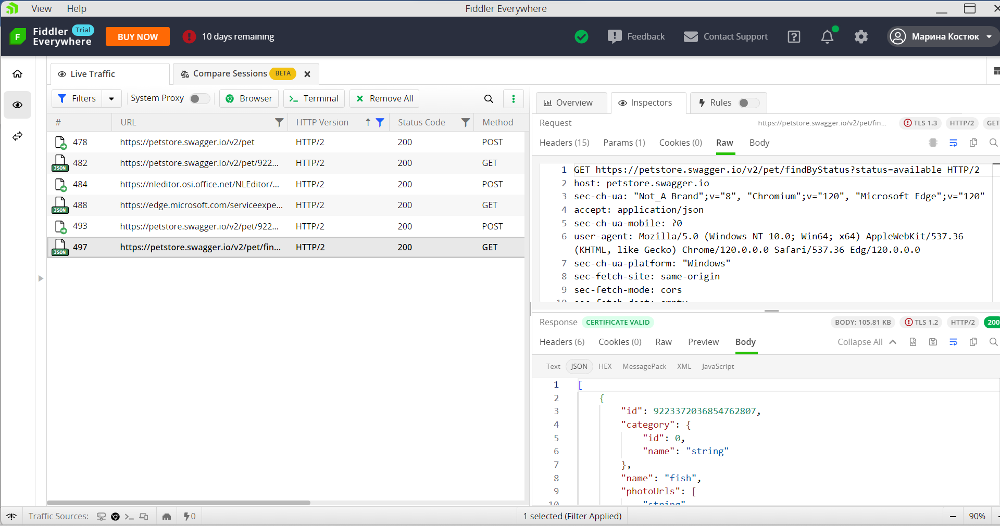 View Help Fiddler Everywhere
Fiddler Everywhere Trial BUY NOW 10 days remaining Feedback Contact Support Марина Костюк
Live Traffic Compare Sessions BETA
Filters System Proxy Browser Terminal Remove All
# URL HTTP Version Status Code Method
478 https://petstore.swagger.io/v2/pet HTTP/2 200 POST
JSON 482 https://petstore.swagger.io/v2/pet/922... HTTP/2 200 GET
484 https://nleditor.osi.office.net/NLEditor/... HTTP/2 200 POST
JSON 488 https://edge.microsoft.com/serviceexpe... HTTP/2 200 GET
493 https://petstore.swagger.io/v2/pet/922... HTTP/2 200 POST
JSON 497 https://petstore.swagger.io/v2/pet/fin... HTTP/2 200 GET
Overview Inspectors Rules
Request https://petstore.swagger.io/v2/pet/fin... TLS 1.3 HTTP/2 GET
Headers (15) Params (1) Cookies (0) Raw Body
1 GET https://petstore.swagger.io/v2/pet/findByStatus?status=available HTTP/2
2 host: petstore.swagger.io
3 sec-ch-ua: "Not_A Brand";v="8", "Chromium";v="120", "Microsoft Edge";v="120"
4 accept: application/json
5 sec-ch-ua-mobile: ?0
6 user-agent: Mozilla/5.0 (Windows NT 10.0; Win64; x64) AppleWebKit/537.36
(KHTML, like Gecko) Chrome/120.0.0.0 Safari/537.36 Edg/120.0.0.0
7 sec-ch-ua-platform: "Windows"
8 sec-fetch-site: same-origin
9 sec-fetch-mode: cors
Response CERTIFICATE VALID BODY: 105.81 KB TLS 1.2 HTTP/2 200
Headers (6) Cookies (0) Raw Preview Body Collapse All
Text JSON HEX MessagePack XML JavaScript
1 [
2 {
3 "id": 9223372036854762807,
4 "category": {
5 "id": 0,
6 "name": "string"
7 },
8 "name": "fish",
9 "photoUrls": [
10 "string"
Traffic Sources: 0 1 selected (Filter Applied) 90%